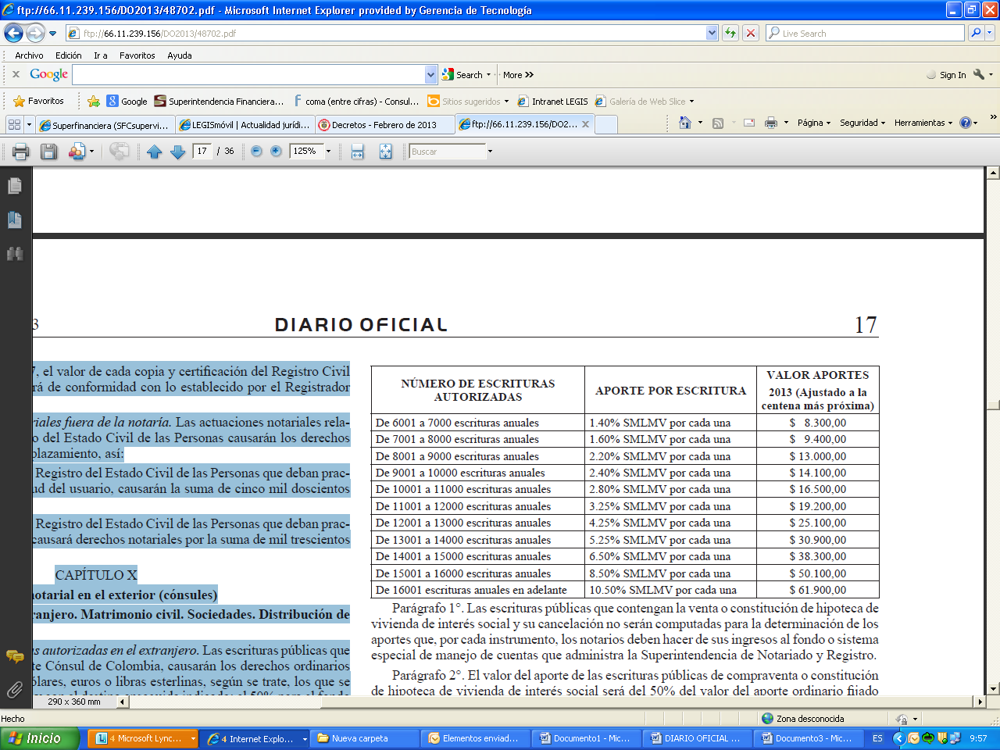 ftp://66.11.239.156/DO2013/48702.pdf - Microsoft Internet Explorer provided by Gerencia de Tecnología
ftp://66.11.239.156/DO2013/48702.pdf
Live Search
Archivo Edición Ir a Favoritos Ayuda
x Google Search More >> Sign In
Favoritos Google Superintendencia Financiera... coma (entre cifras) - Consul... Sitios sugeridos Intranet LEGIS Galería de Web Slice
Superfinanciera (SFCsupervi... LEGISmóvil | Actualidad jurídi... Decretos - Febrero de 2013 ftp://66.11.239.156/DO2... Página Seguridad Herramientas
17 / 36 125% Buscar
3 DIARIO OFICIAL 17
7, el valor de cada copia y certificación del Registro Civil
rá de conformidad con lo establecido por el Registrador
riales fuera de la notaría. Las actuaciones notariales rela-
o del Estado Civil de las Personas causarán los derechos
plazamiento, así:
Registro del Estado Civil de las Personas que deban prac-
ud del usuario, causarán la suma de cinco mil doscientos
Registro del Estado Civil de las Personas que deban prac-
causará derechos notariales por la suma de mil trescientos
CAPÍTULO X
notarial en el exterior (cónsules)
ranjero. Matrimonio civil. Sociedades. Distribución de
as autorizadas en el extranjero. Las escrituras públicas que
te Cónsul de Colombia, causarán los derechos ordinarios
ólares, euros o libras esterlinas, según se trate, los que se
NÚMERO DE ESCRITURAS AUTORIZADAS APORTE POR ESCRITURA VALOR APORTES 2013 (Ajustado a la centena más próxima)
De 6001 a 7000 escrituras anuales 1.40% SMLMV por cada una $ 8.300,00
De 7001 a 8000 escrituras anuales 1.60% SMLMV por cada una $ 9.400,00
De 8001 a 9000 escrituras anuales 2.20% SMLMV por cada una $ 13.000,00
De 9001 a 10000 escrituras anuales 2.40% SMLMV por cada una $ 14.100,00
De 10001 a 11000 escrituras anuales 2.80% SMLMV por cada una $ 16.500,00
De 11001 a 12000 escrituras anuales 3.25% SMLMV por cada una $ 19.200,00
De 12001 a 13000 escrituras anuales 4.25% SMLMV por cada una $ 25.100,00
De 13001 a 14000 escrituras anuales 5.25% SMLMV por cada una $ 30.900,00
De 14001 a 15000 escrituras anuales 6.50% SMLMV por cada una $ 38.300,00
De 15001 a 16000 escrituras anuales 8.50% SMLMV por cada una $ 50.100,00
De 16001 escrituras anuales en adelante 10.50% SMLMV por cada una $ 61.900,00
Parágrafo 1°. Las escrituras públicas que contengan la venta o constitución de hipoteca de
vivienda de interés social y su cancelación no serán computadas para la determinación de los
aportes que, por cada instrumento, los notarios deben hacer de sus ingresos al fondo o sistema
especial de manejo de cuentas que administra la Superintendencia de Notariado y Registro.
Parágrafo 2°. El valor del aporte de las escrituras públicas de compraventa o constitución
de hipoteca de vivienda de interés social será del 50% del valor del aporte ordinario fijado
290 x 360 mm
Hecho Zona desconocida
Inicio 4 Microsoft Lync... 4 Internet Explo... Nueva carpeta Elementos enviad... Documento1 - Mic... DIARIO OFICIAL ... Documento3 - Mic... ES 9:57